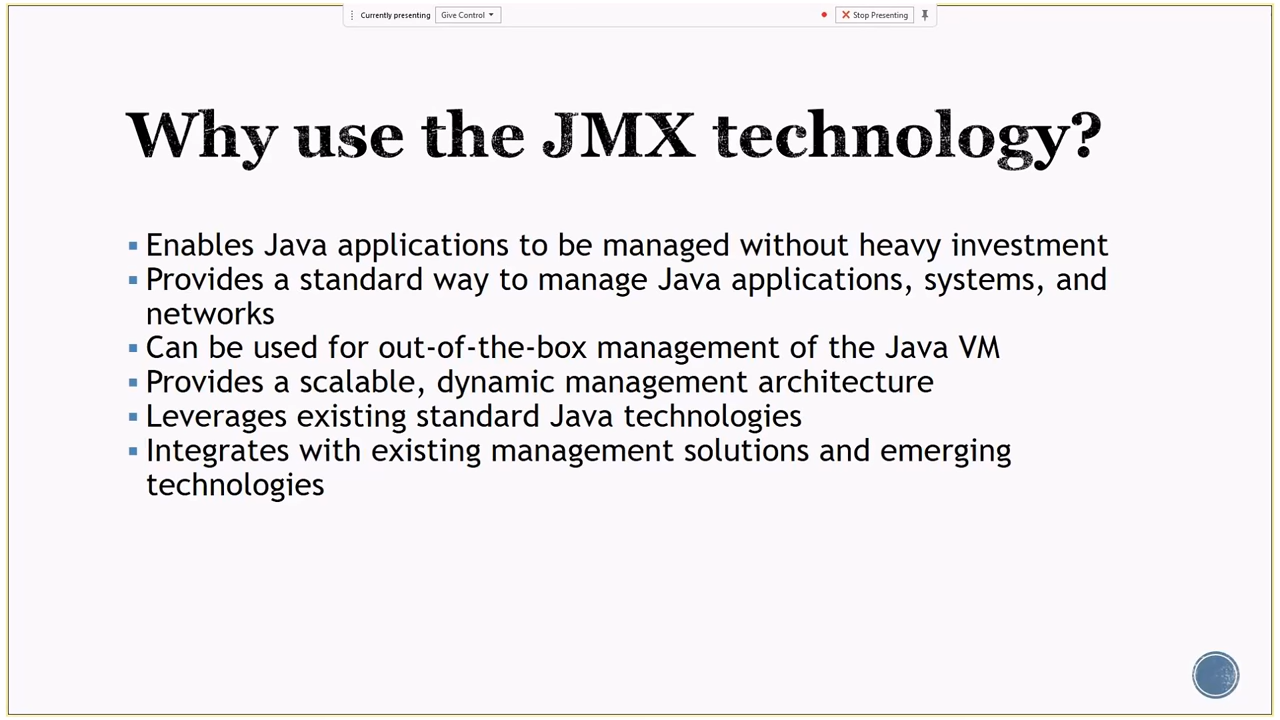 Currently presenting Give Control Stop Presenting
Why use the JMX technology?
Enables Java applications to be managed without heavy investment
Provides a standard way to manage Java applications, systems, and
networks
Can be used for out-of-the-box management of the Java VM
Provides a scalable, dynamic management architecture
Leverages existing standard Java technologies
Integrates with existing management solutions and emerging
technologies